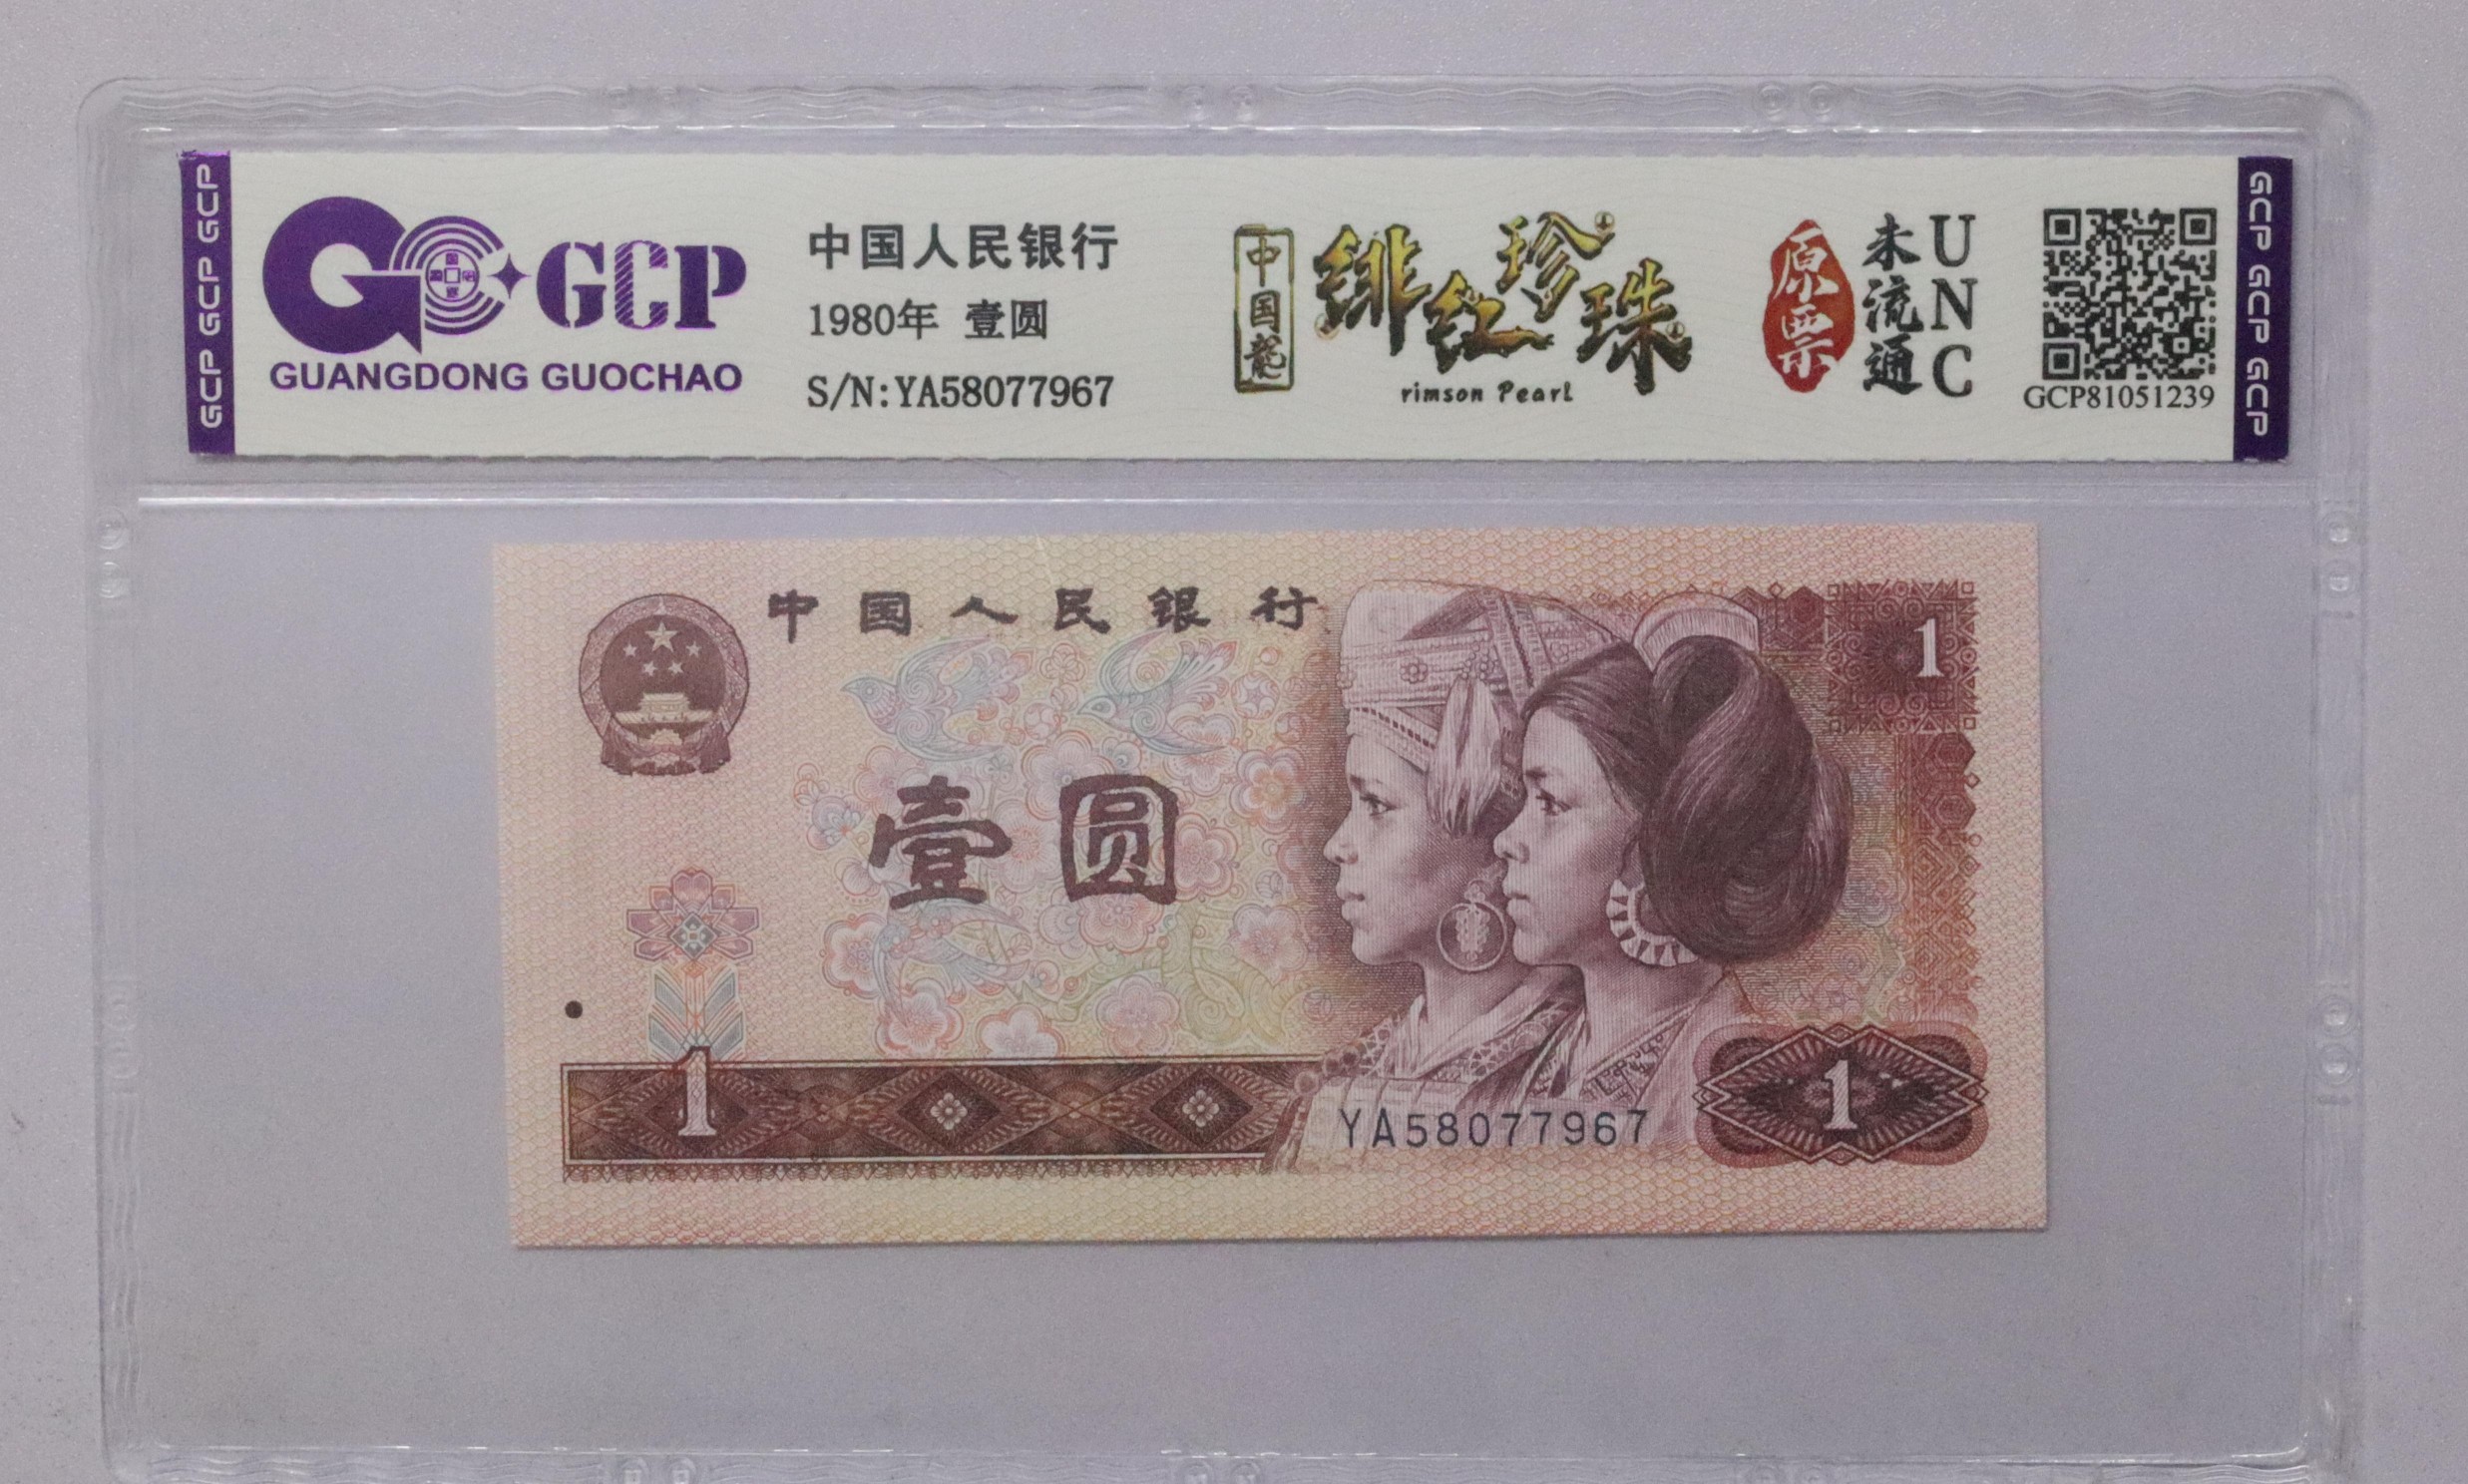 GCP GCP GCP
GCP
GUANGDONG GUOCHAO
中国人民银行
1980年 壹圆
S/N:YA58077967
中国龍
绯红珍珠
rimson Pearl
原票
未流通
UNC
GCP81051239
GCP GCP GCP
中国人民银行
1
壹圆
1
1
YA58077967